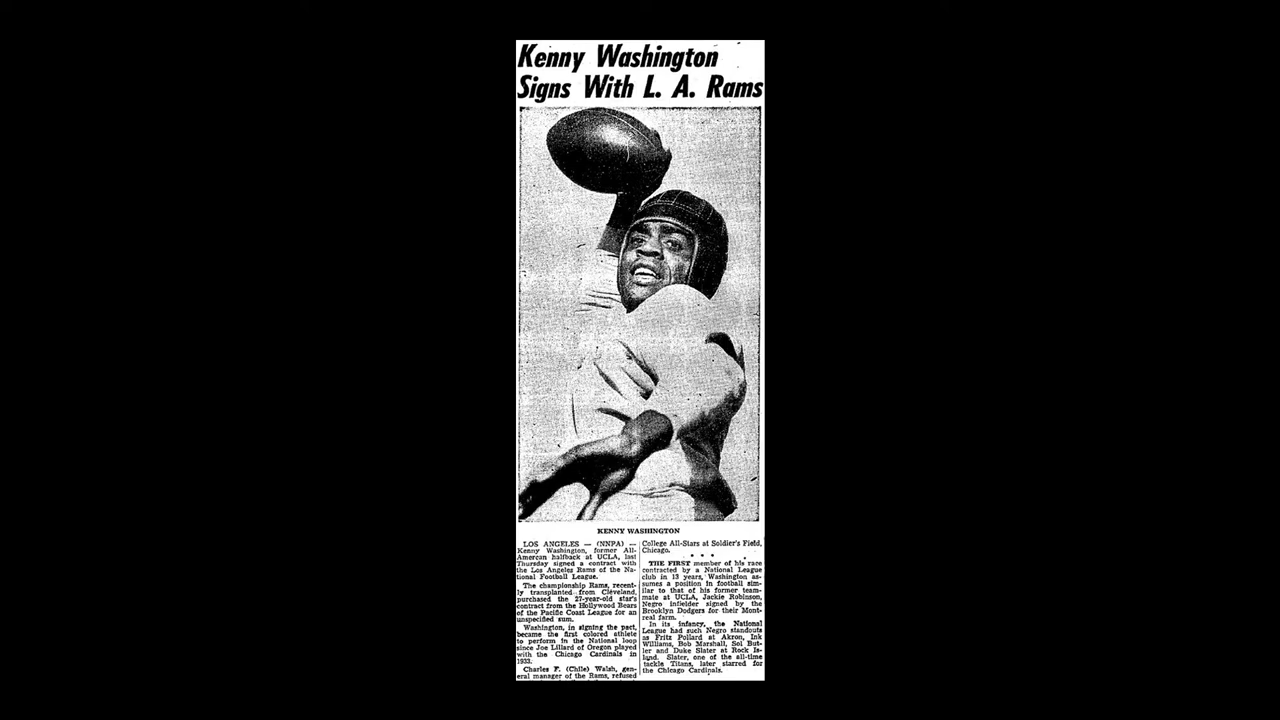 Kenny Washington
Signs With L. A. Rams
KENNY WASHINGTON
LOS ANGELES — (NNPA) —
Kenny Washington, former All-
American halfback at UCLA, last
Thursday signed a contract with
the Los Angeles Rams of the Na-
tional Football League.
The championship Rams, recent-
ly transplanted from Cleveland,
purchased the 27-year-old star's
contract from the Hollywood Bears
of the Pacific Coast League for an
unspecified sum.
Washington, in signing the pact,
became the first colored athlete
to perform in the National loop
since Joe Lillard of Oregon played
with the Chicago Cardinals in
1933.
Charles F. (Chile) Walsh, gen-
eral manager of the Rams, refused
College All-Stars at Soldier's Field,
Chicago.
• • •
THE FIRST member of his race
contracted by a National League
club in 13 years, Washington as-
sumes a position in football sim-
ilar to that of his former team-
mate at UCLA, Jackie Robinson,
Negro infielder signed by the
Brooklyn Dodgers for their Mont-
real farm.
In its infancy, the National
League had such Negro standouts
as Fritz Pollard at Akron, Ink
Williams, Bob Marshall, Sol But-
ler and Duke Slater at Rock Is-
land. Slater, one of the all-time
tackle Titans, later starred for
the Chicago Cardinals.